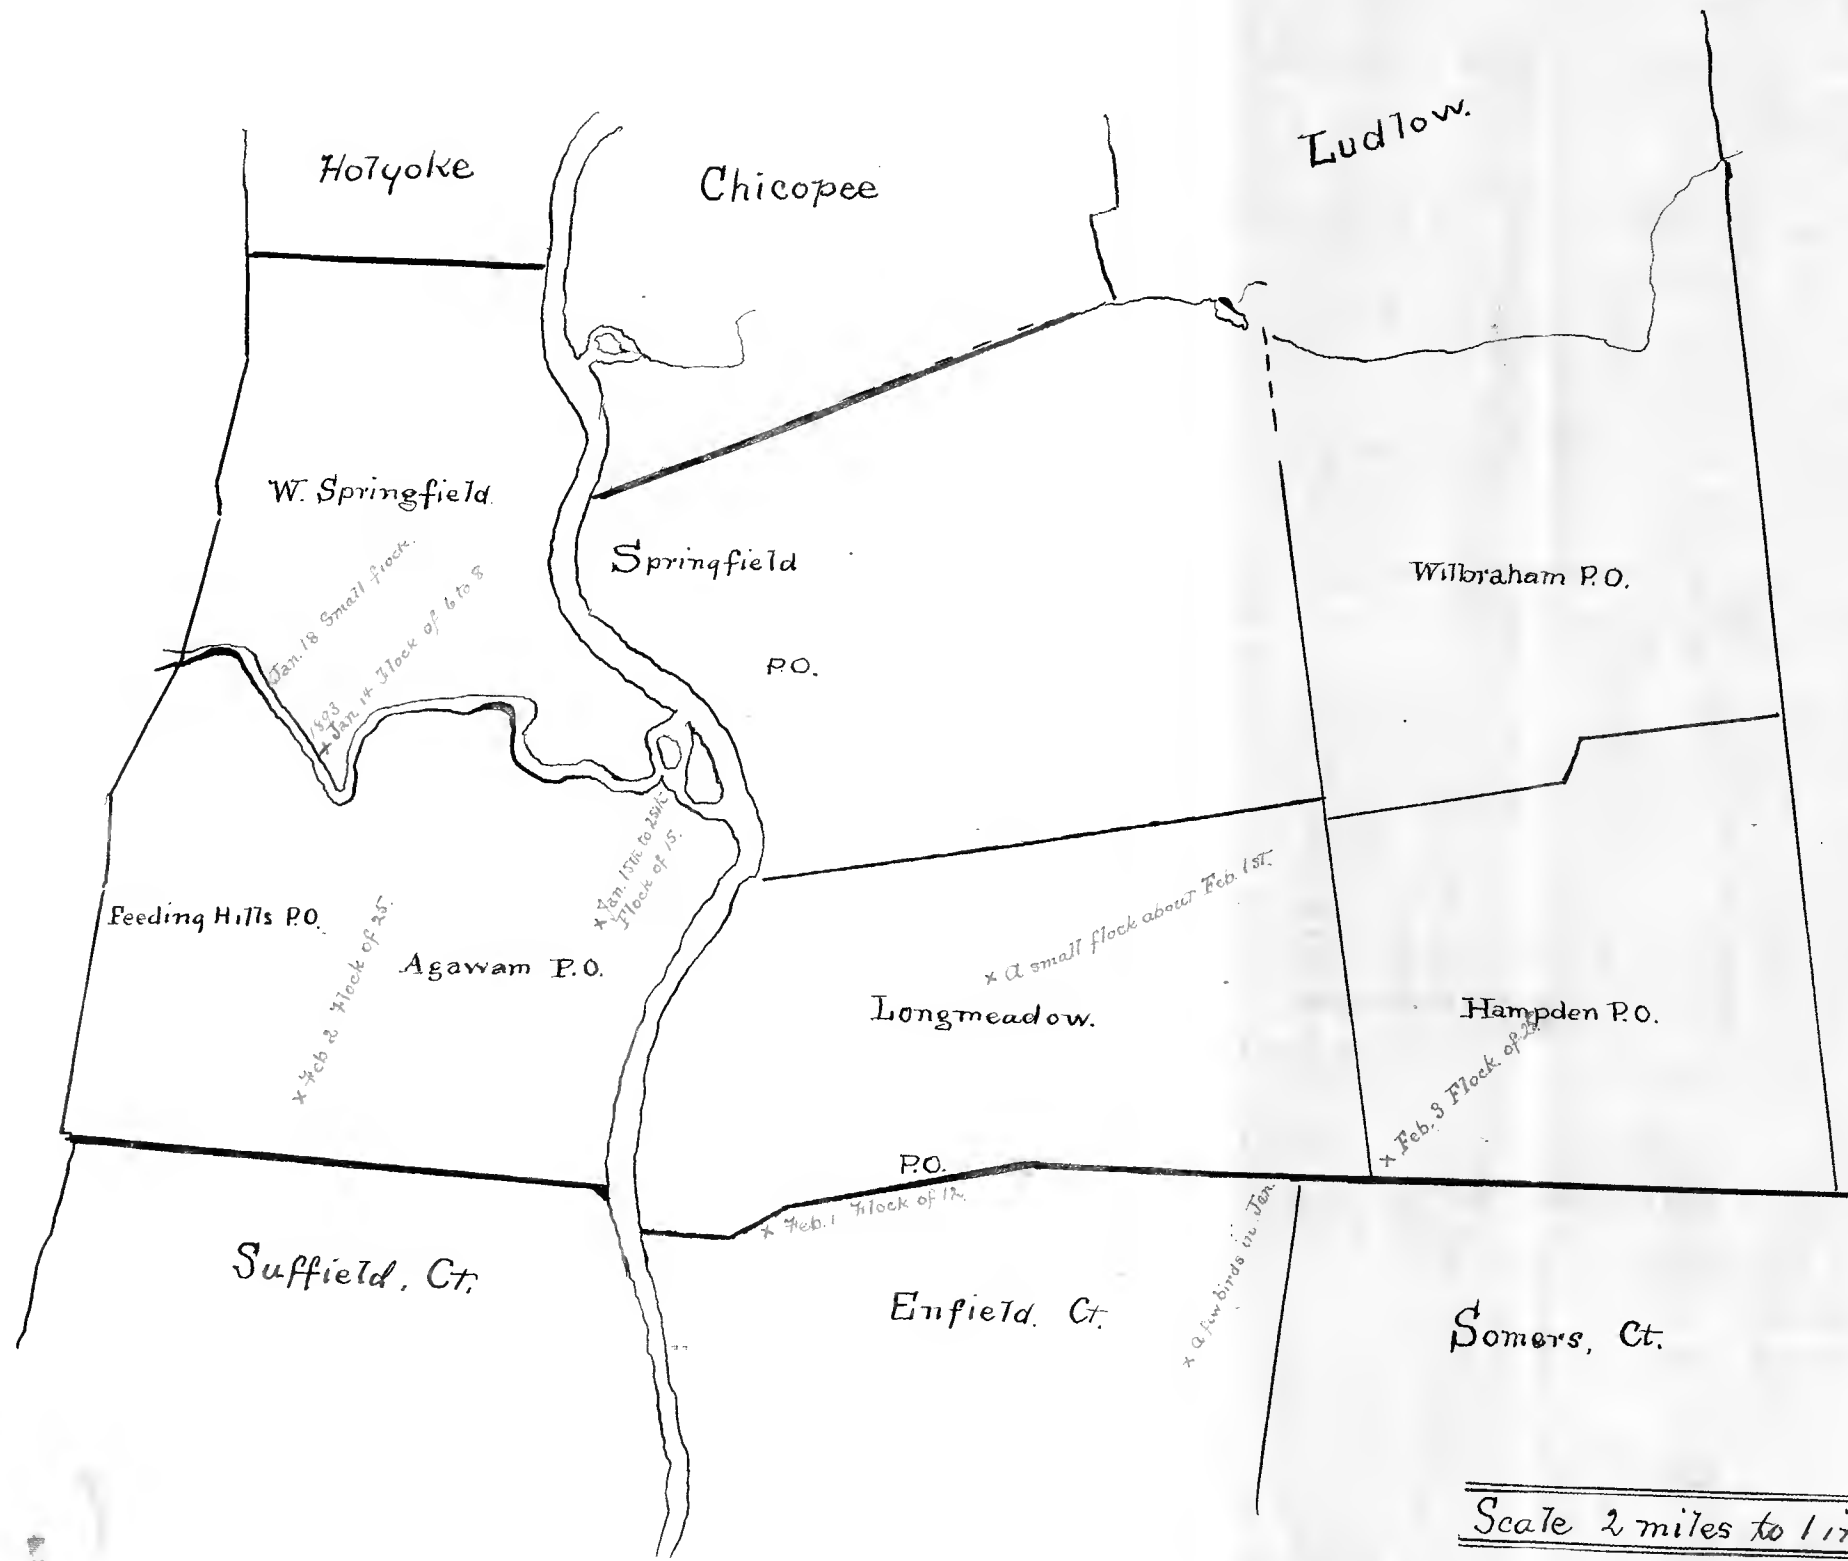 Holyoke
Chicopee
Ludlow.
W. Springfield.
Jan. 18 Small flock.
1893
x Jan. 14 Flock of 6 to 8
Springfield
P.O.
Wilbraham P.O.
Feeding Hills P.O.
x Feb 2 Flock of 25.
Agawam P.O.
x Jan. 15th to 25th
Flock of 15.
x A small flock about Feb. 1st.
Longmeadow.
P.O.
Hampden P.O.
x Feb. 3 Flock of 25.
x Feb. 1 Flock of 12.
x A few birds in Jan.
Suffield, Ct.
Enfield. Ct.
Somers, Ct.
Scale 2 miles to 1 in